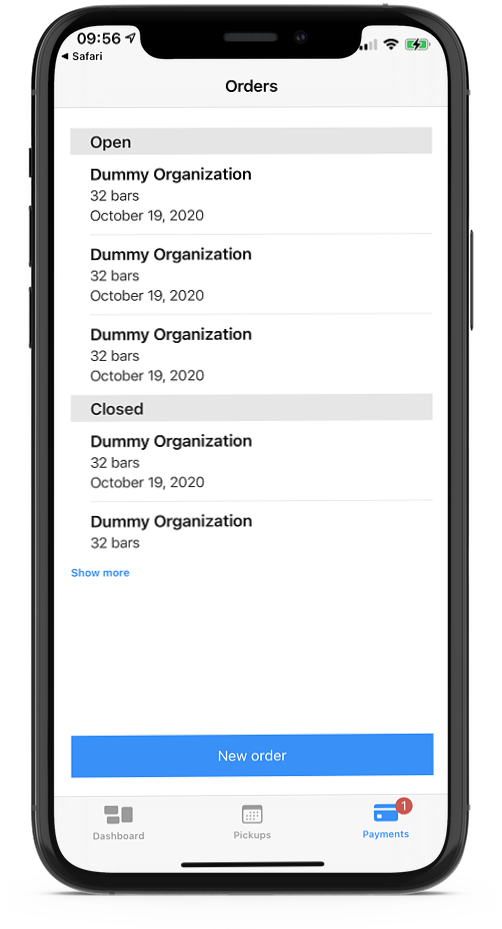 09:56
◀ Safari
Orders
Open
Dummy Organization
32 bars
October 19, 2020
Dummy Organization
32 bars
October 19, 2020
Dummy Organization
32 bars
October 19, 2020
Closed
Dummy Organization
32 bars
October 19, 2020
Dummy Organization
32 bars
Show more
New order
1
Dashboard
Pickups
Payments